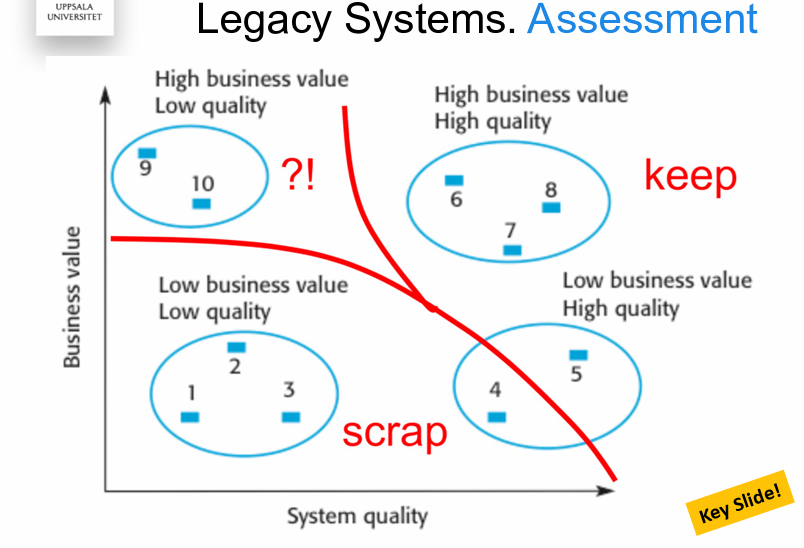 UPPSALA
UNIVERSITET
Legacy Systems. Assessment
High business value
Low quality
9
10
?!
High business value
High quality
6
8
7
keep
Business value
Low business value
Low quality
2
1
3
scrap
Low business value
High quality
5
4
System quality
Key Slide!